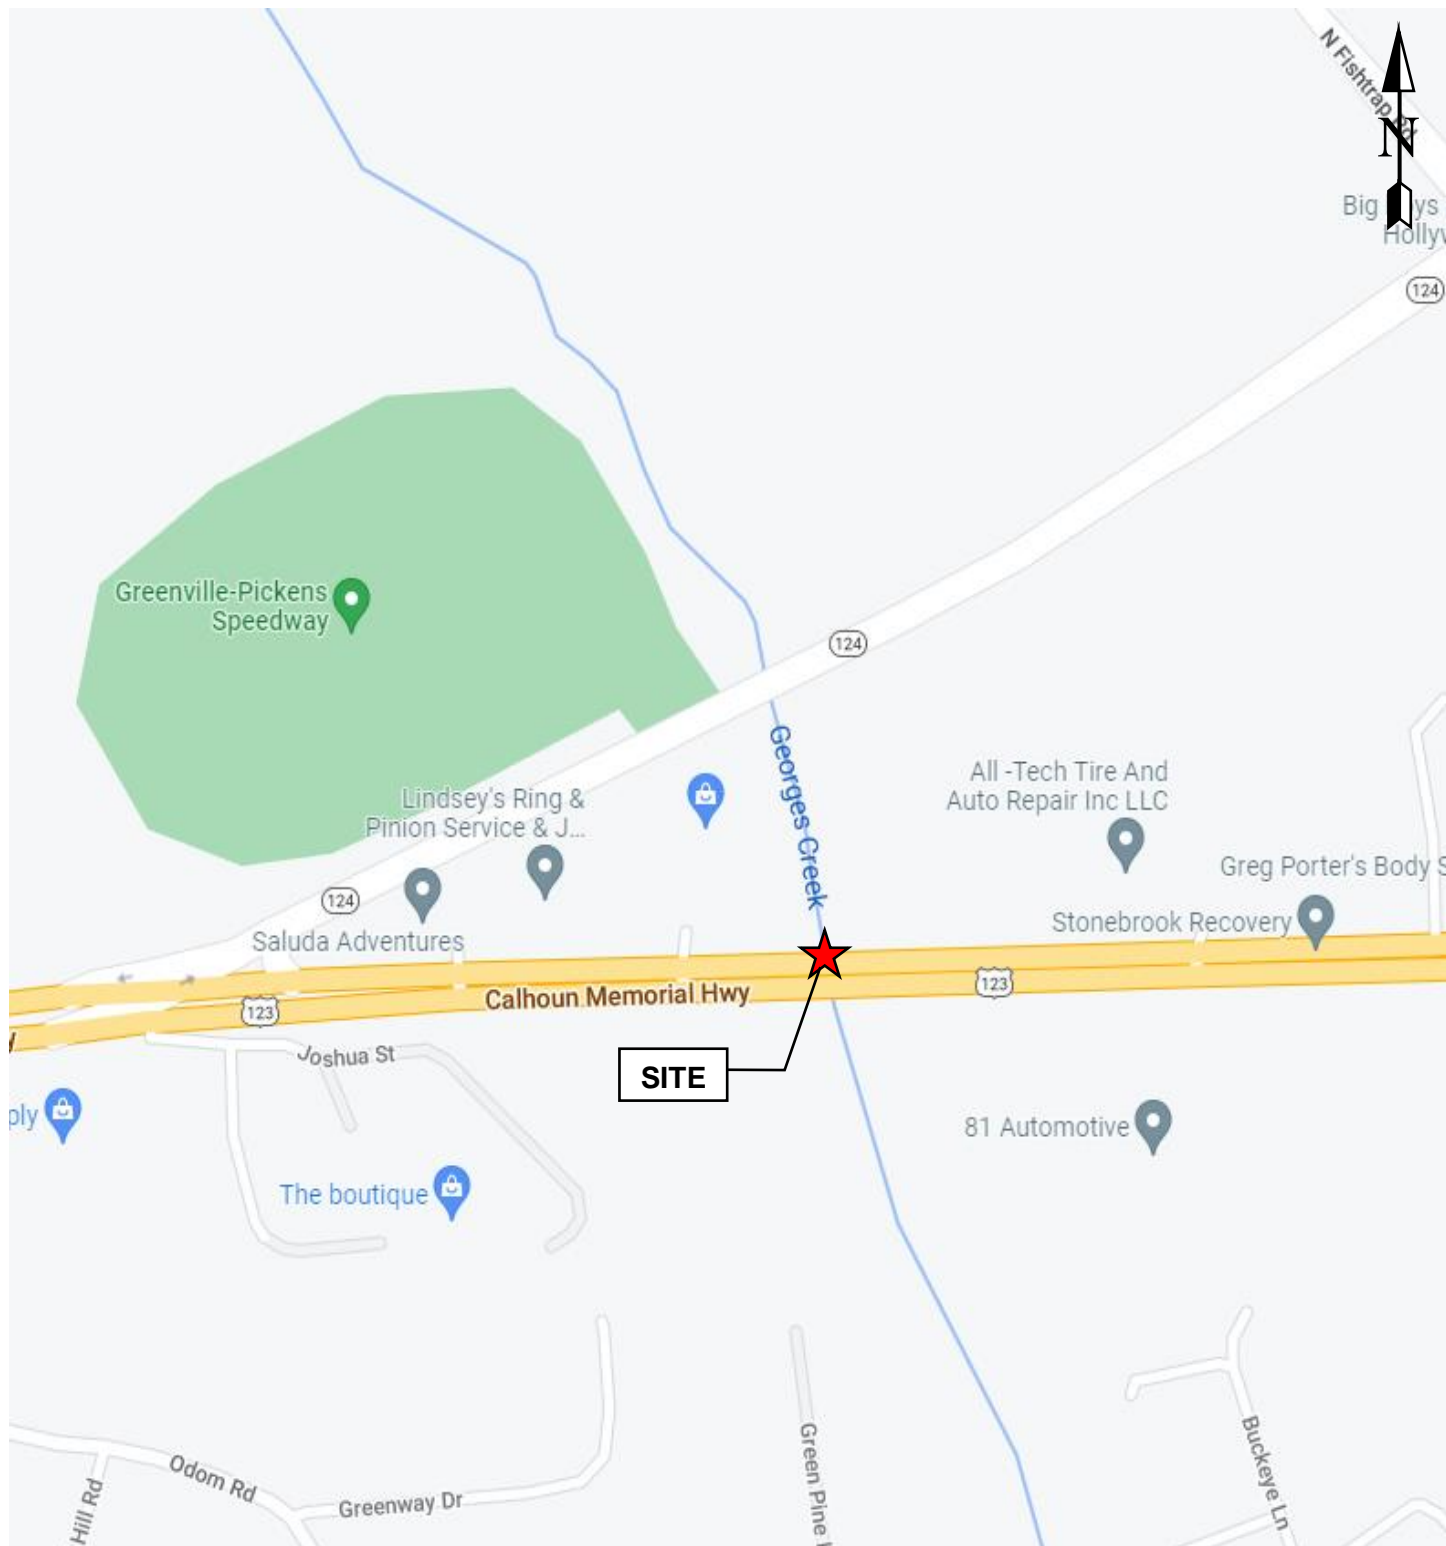 N Fishtrap Rd
N
Big
ys
Hollyw
124
Greenville-Pickens
Speedway
124
Georges Creek
All -Tech Tire And
Auto Repair Inc LLC
Lindsey's Ring &
Pinion Service & J...
Greg Porter's Body S
124
Stonebrook Recovery
Saluda Adventures
123
Calhoun Memorial Hwy
123
Joshua St
SITE
ply
81 Automotive
The boutique
Odom Rd
Hill Rd
Greenway Dr
Green Pine
Buckeye Ln